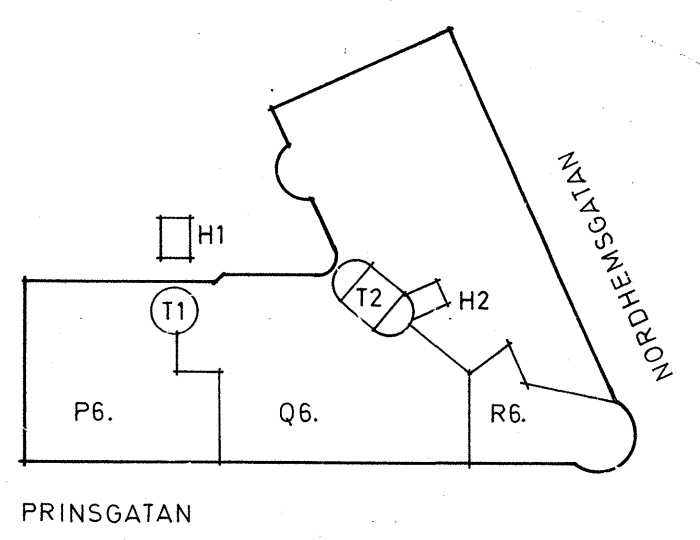 NORDHEMSGATAN
H1
T1
T2
H2
P6.
Q6.
R6.
PRINSGATAN